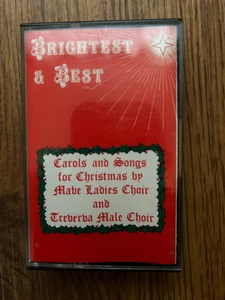 Brightest
& Best
Carols and Songs
for Christmas by
Mabe Ladies Choir
and
Treverva Male Choir